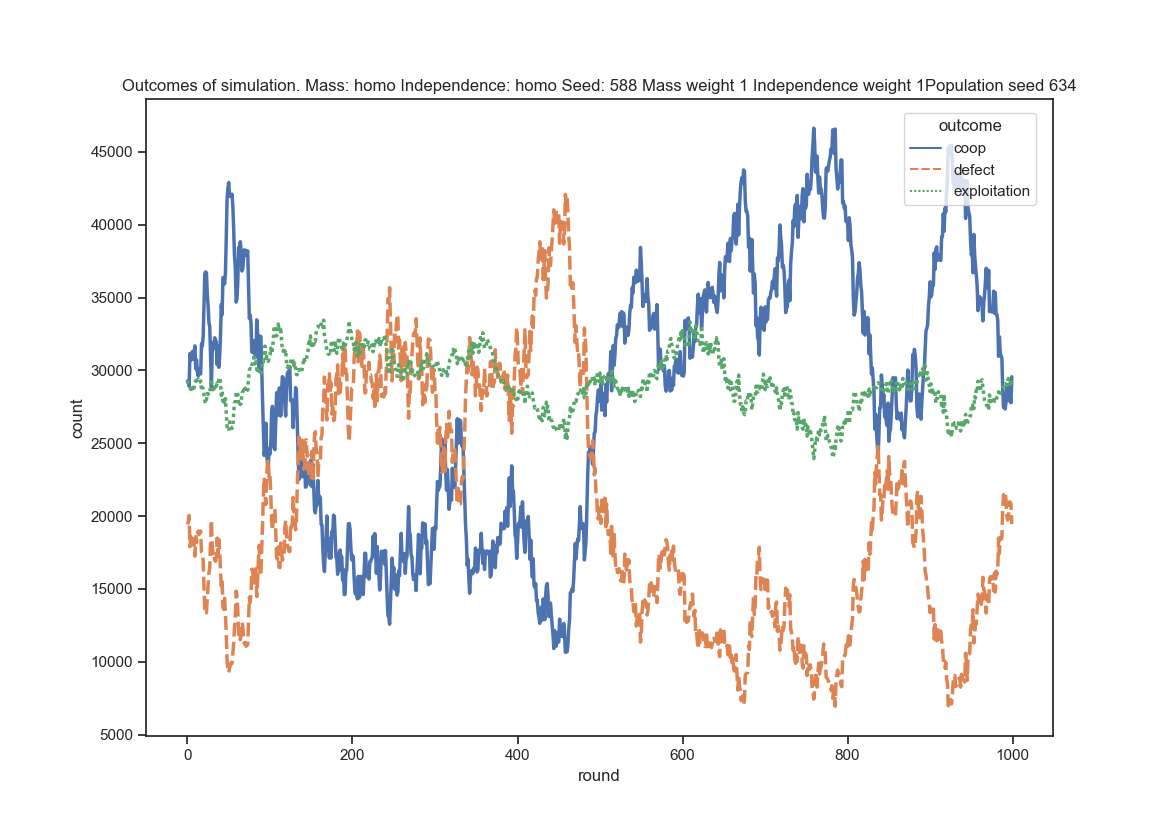 Outcomes of simulation. Mass: homo Independence: homo Seed: 588 Mass weight 1 Independence weight 1Population seed 634
outcome
coop
defect
exploitation
45000
40000
35000
30000
25000
20000
15000
10000
5000
count
0 200 400 600 800 1000
round